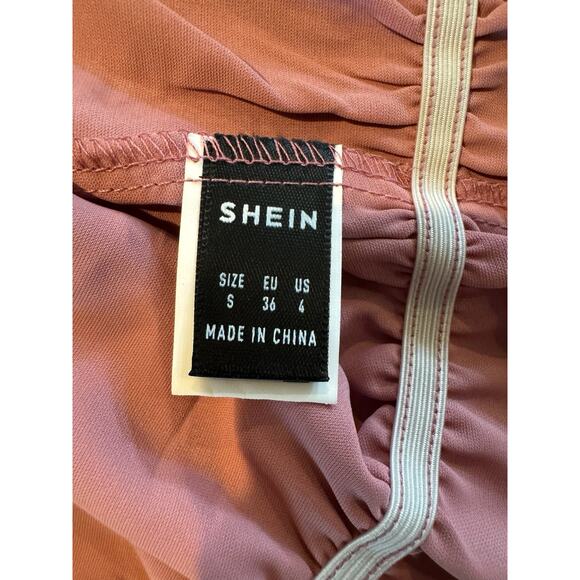 SHEIN
SIZE EU US
S 36 4
MADE IN CHINA